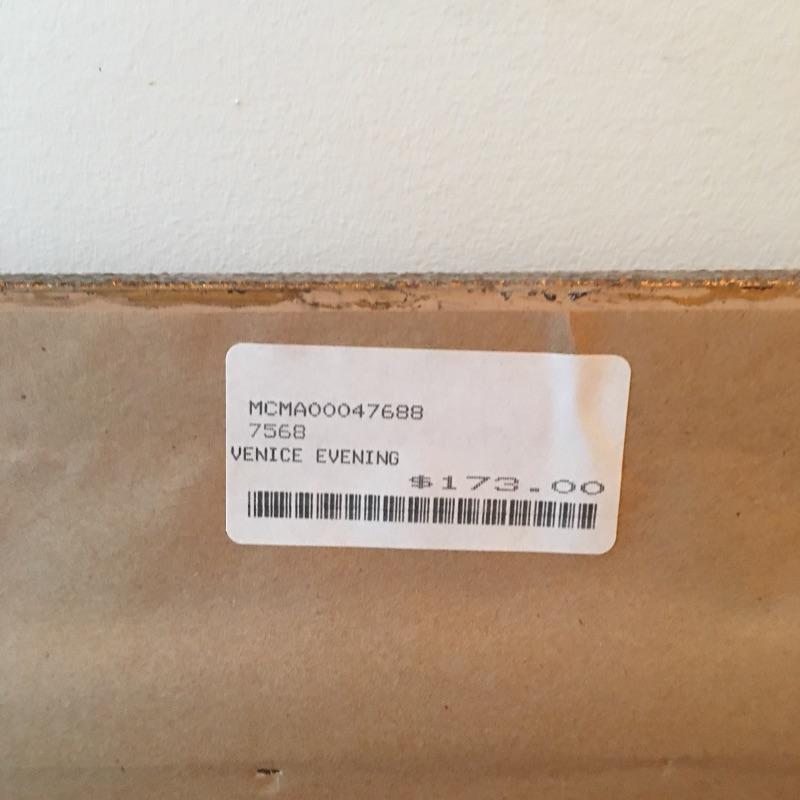 MCMA00047688
7568
VENICE EVENING
$173.00